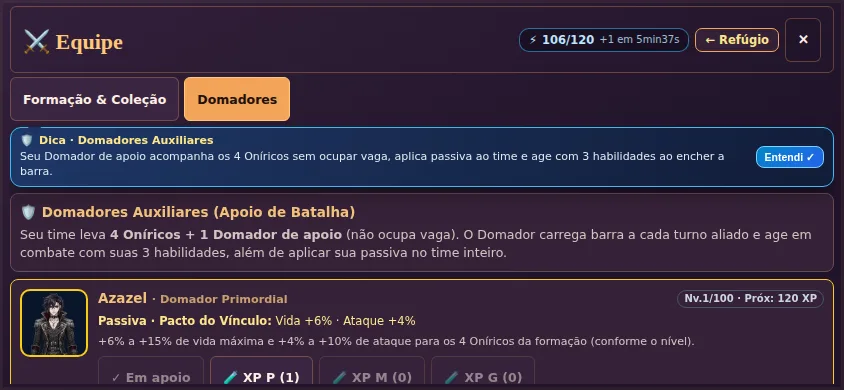 ⚔️ Equipe
⚡ 106/120 +1 em 5min37s
← Refúgio
×
Formação & Coleção
Domadores
🛡️ Dica · Domadores Auxiliares
Seu Domador de apoio acompanha os 4 Oníricos sem ocupar vaga, aplica passiva ao time e age com 3 habilidades ao encher a
barra.
Entendi ✓
🛡️ Domadores Auxiliares (Apoio de Batalha)
Seu time leva 4 Oníricos + 1 Domador de apoio (não ocupa vaga). O Domador carrega barra a cada turno aliado e age em
combate com suas 3 habilidades, além de aplicar sua passiva no time inteiro.
Azazel · Domador Primordial
Nv.1/100 · Próx: 120 XP
Passiva · Pacto do Vínculo: Vida +6% · Ataque +4%
+6% a +15% de vida máxima e +4% a +10% de ataque para os 4 Oníricos da formação (conforme o nível).
✓ Em apoio
🧪 XP P (1)
🧪 XP M (0)
🧪 XP G (0)